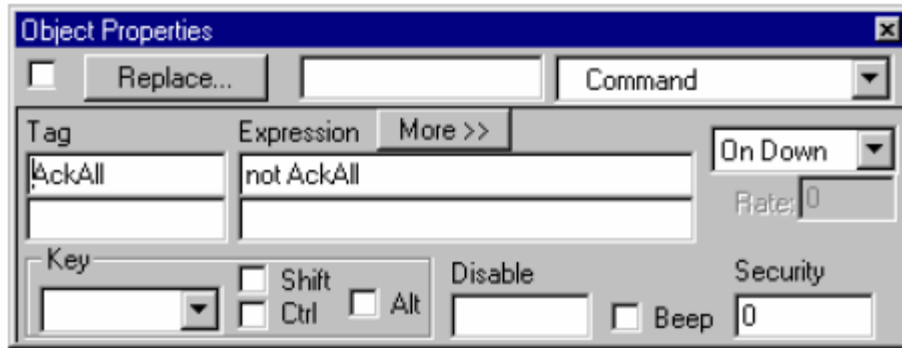 Object Properties
Replace... Command
Tag Expression More >>
AckAll not AckAll On Down
Rate: 0
Key Shift Disable Security
Ctrl Alt Beep 0